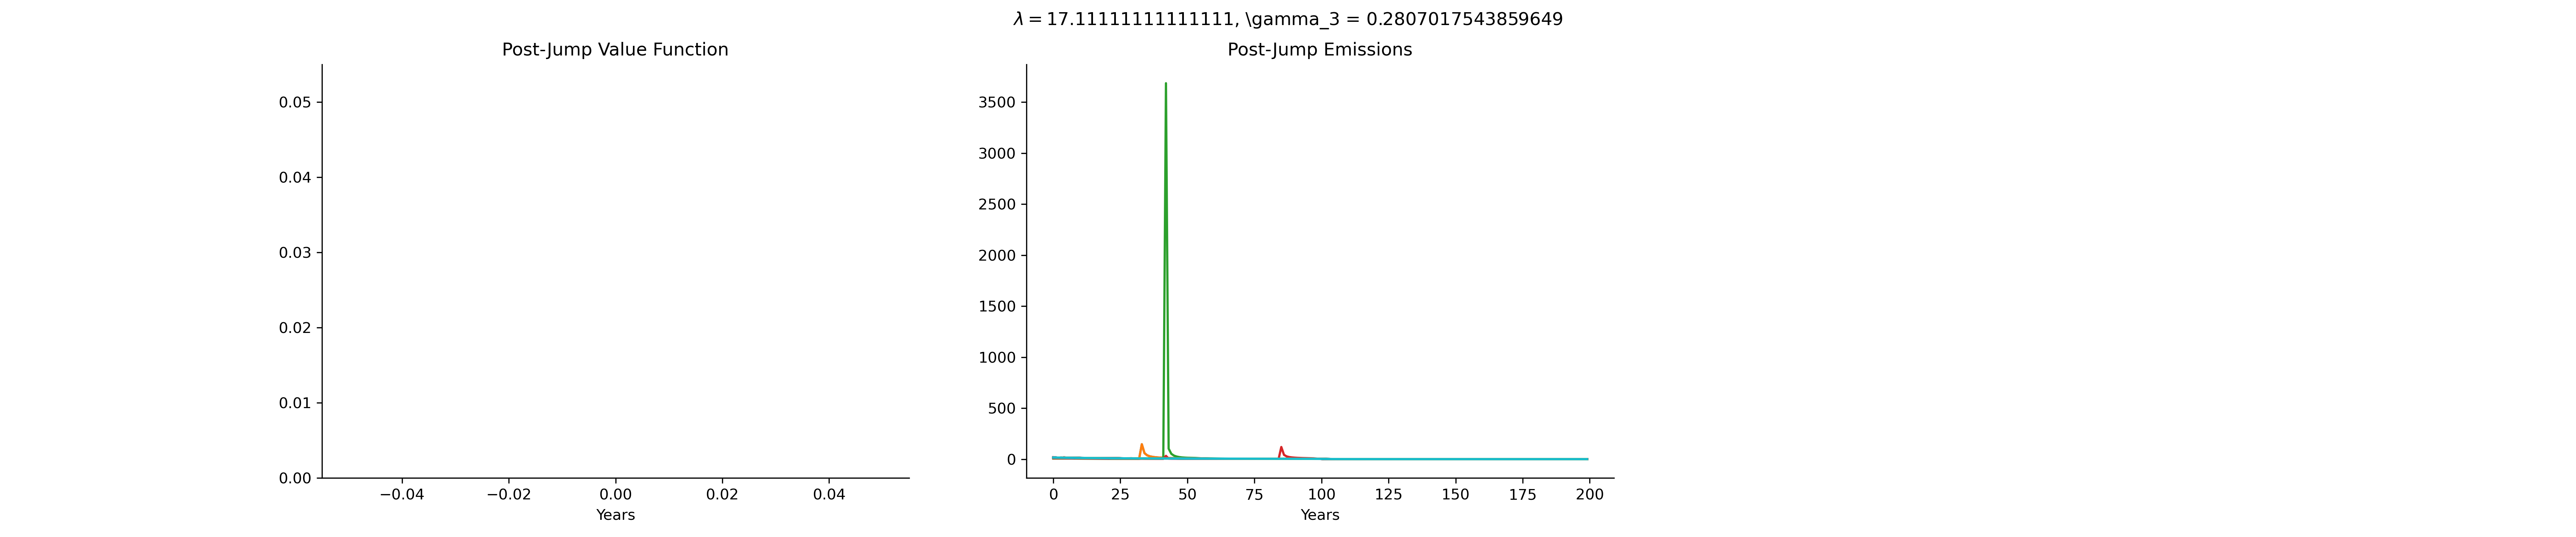 λ = 17.11111111111111, \gamma_3 = 0.2807017543859649
Post-Jump Value Function
0.05
0.04
0.03
0.02
0.01
0.00
−0.04 −0.02 0.00 0.02 0.04
Years
Post-Jump Emissions
3500
3000
2500
2000
1500
1000
500
0
0 25 50 75 100 125 150 175 200
Years